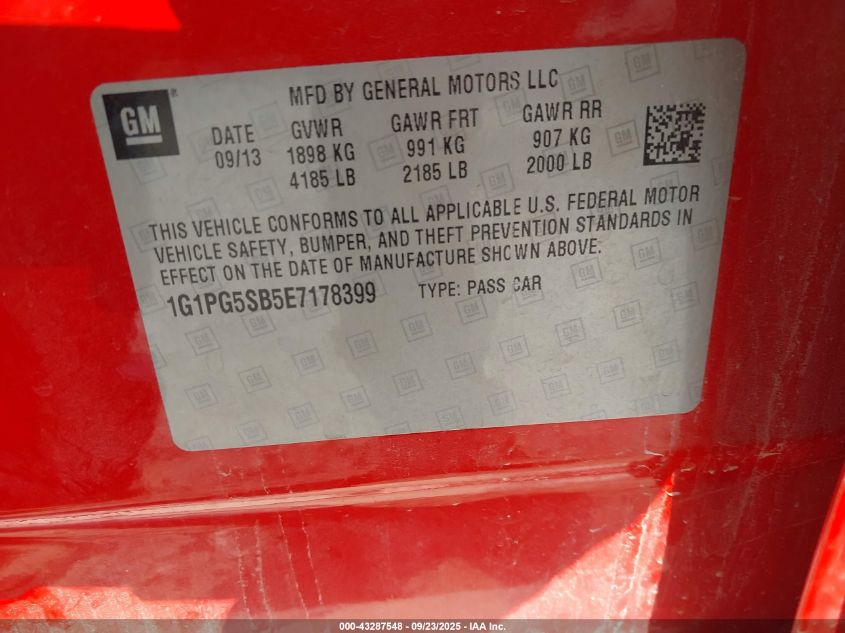 MFD BY GENERAL MOTORS LLC
GM
DATE GVWR GAWR FRT GAWR RR
09/13 1898 KG 991 KG 907 KG
4185 LB 2185 LB 2000 LB
THIS VEHICLE CONFORMS TO ALL APPLICABLE U.S. FEDERAL MOTOR
VEHICLE SAFETY, BUMPER, AND THEFT PREVENTION STANDARDS IN
EFFECT ON THE DATE OF MANUFACTURE SHOWN ABOVE.
1G1PG5SB5E7178399 TYPE: PASS CAR
000-43287548 - 09/23/2025 - IAA Inc.